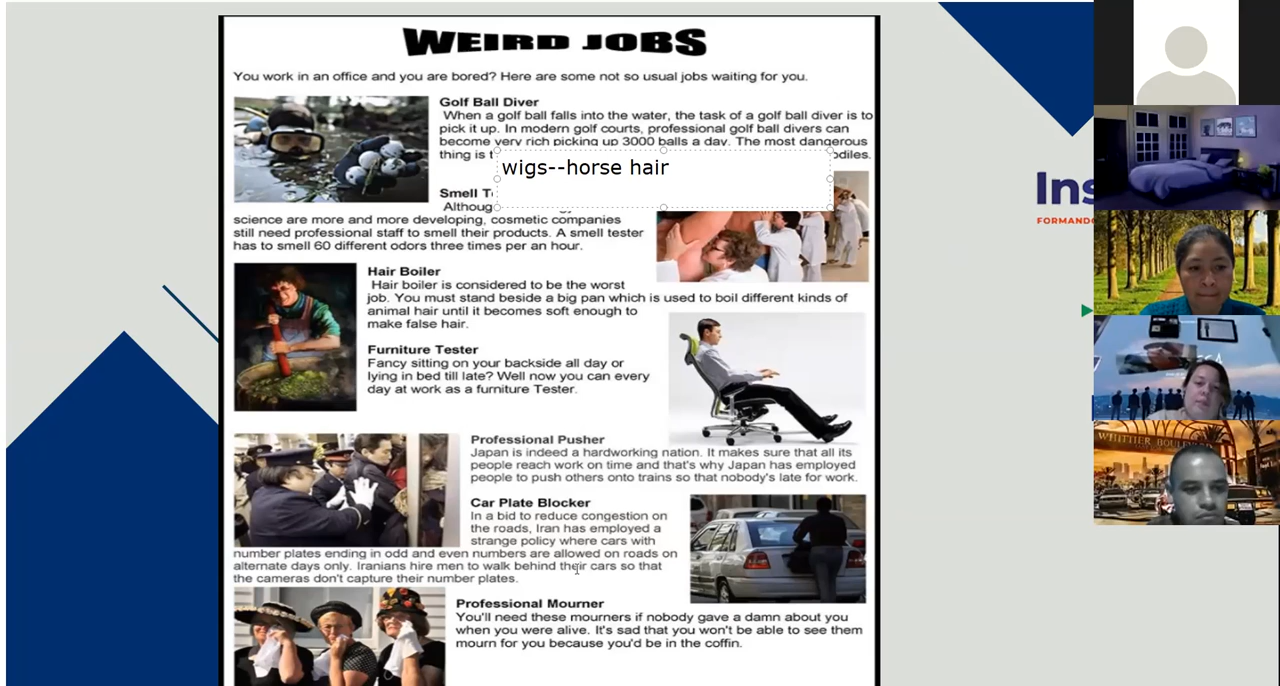 WEIRD JOBS
You work in an office and you are bored? Here are some not so usual jobs waiting for you.
Golf Ball Diver
When a golf ball falls into the water, the task of a golf ball diver is to
pick it up. In modern golf courts, professional golf ball divers can
become very rich picking up 3000 balls a day. The most dangerous
thing is
wigs--horse hair
Smell
science are more and more developing, cosmetic companies
still need professional staff to smell their products. A smell tester
has to smell 60 different odors three times per an hour.
Hair Boiler
Hair boiler is considered to be the worst
job. You must stand beside a big pan which is used to boil different kinds of
animal hair until it becomes soft enough to
make false hair.
Furniture Tester
Fancy sitting on your backside all day or
lying in bed till late? Well now you can every
day at work as a furniture Tester.
Professional Pusher
Japan is indeed a hardworking nation. It makes sure that all its
people reach work on time and that's why Japan has employed
people to push others onto trains so that nobody's late for work.
Car Plate Blocker
In a bid to reduce congestion on
the roads, Iran has employed a
strange policy where cars with
number plates ending in odd and even numbers are allowed on roads on
alternate days only. Iranians hire men to walk behind their cars so that
the cameras don't capture their number plates.
Professional Mourner
You'll need these mourners if nobody gave a damn about you
when you were alive. It's sad that you won't be able to see them
mourn for you because you'd be in the coffin.
Ins
FORMAND
WHITTIER BOULEV